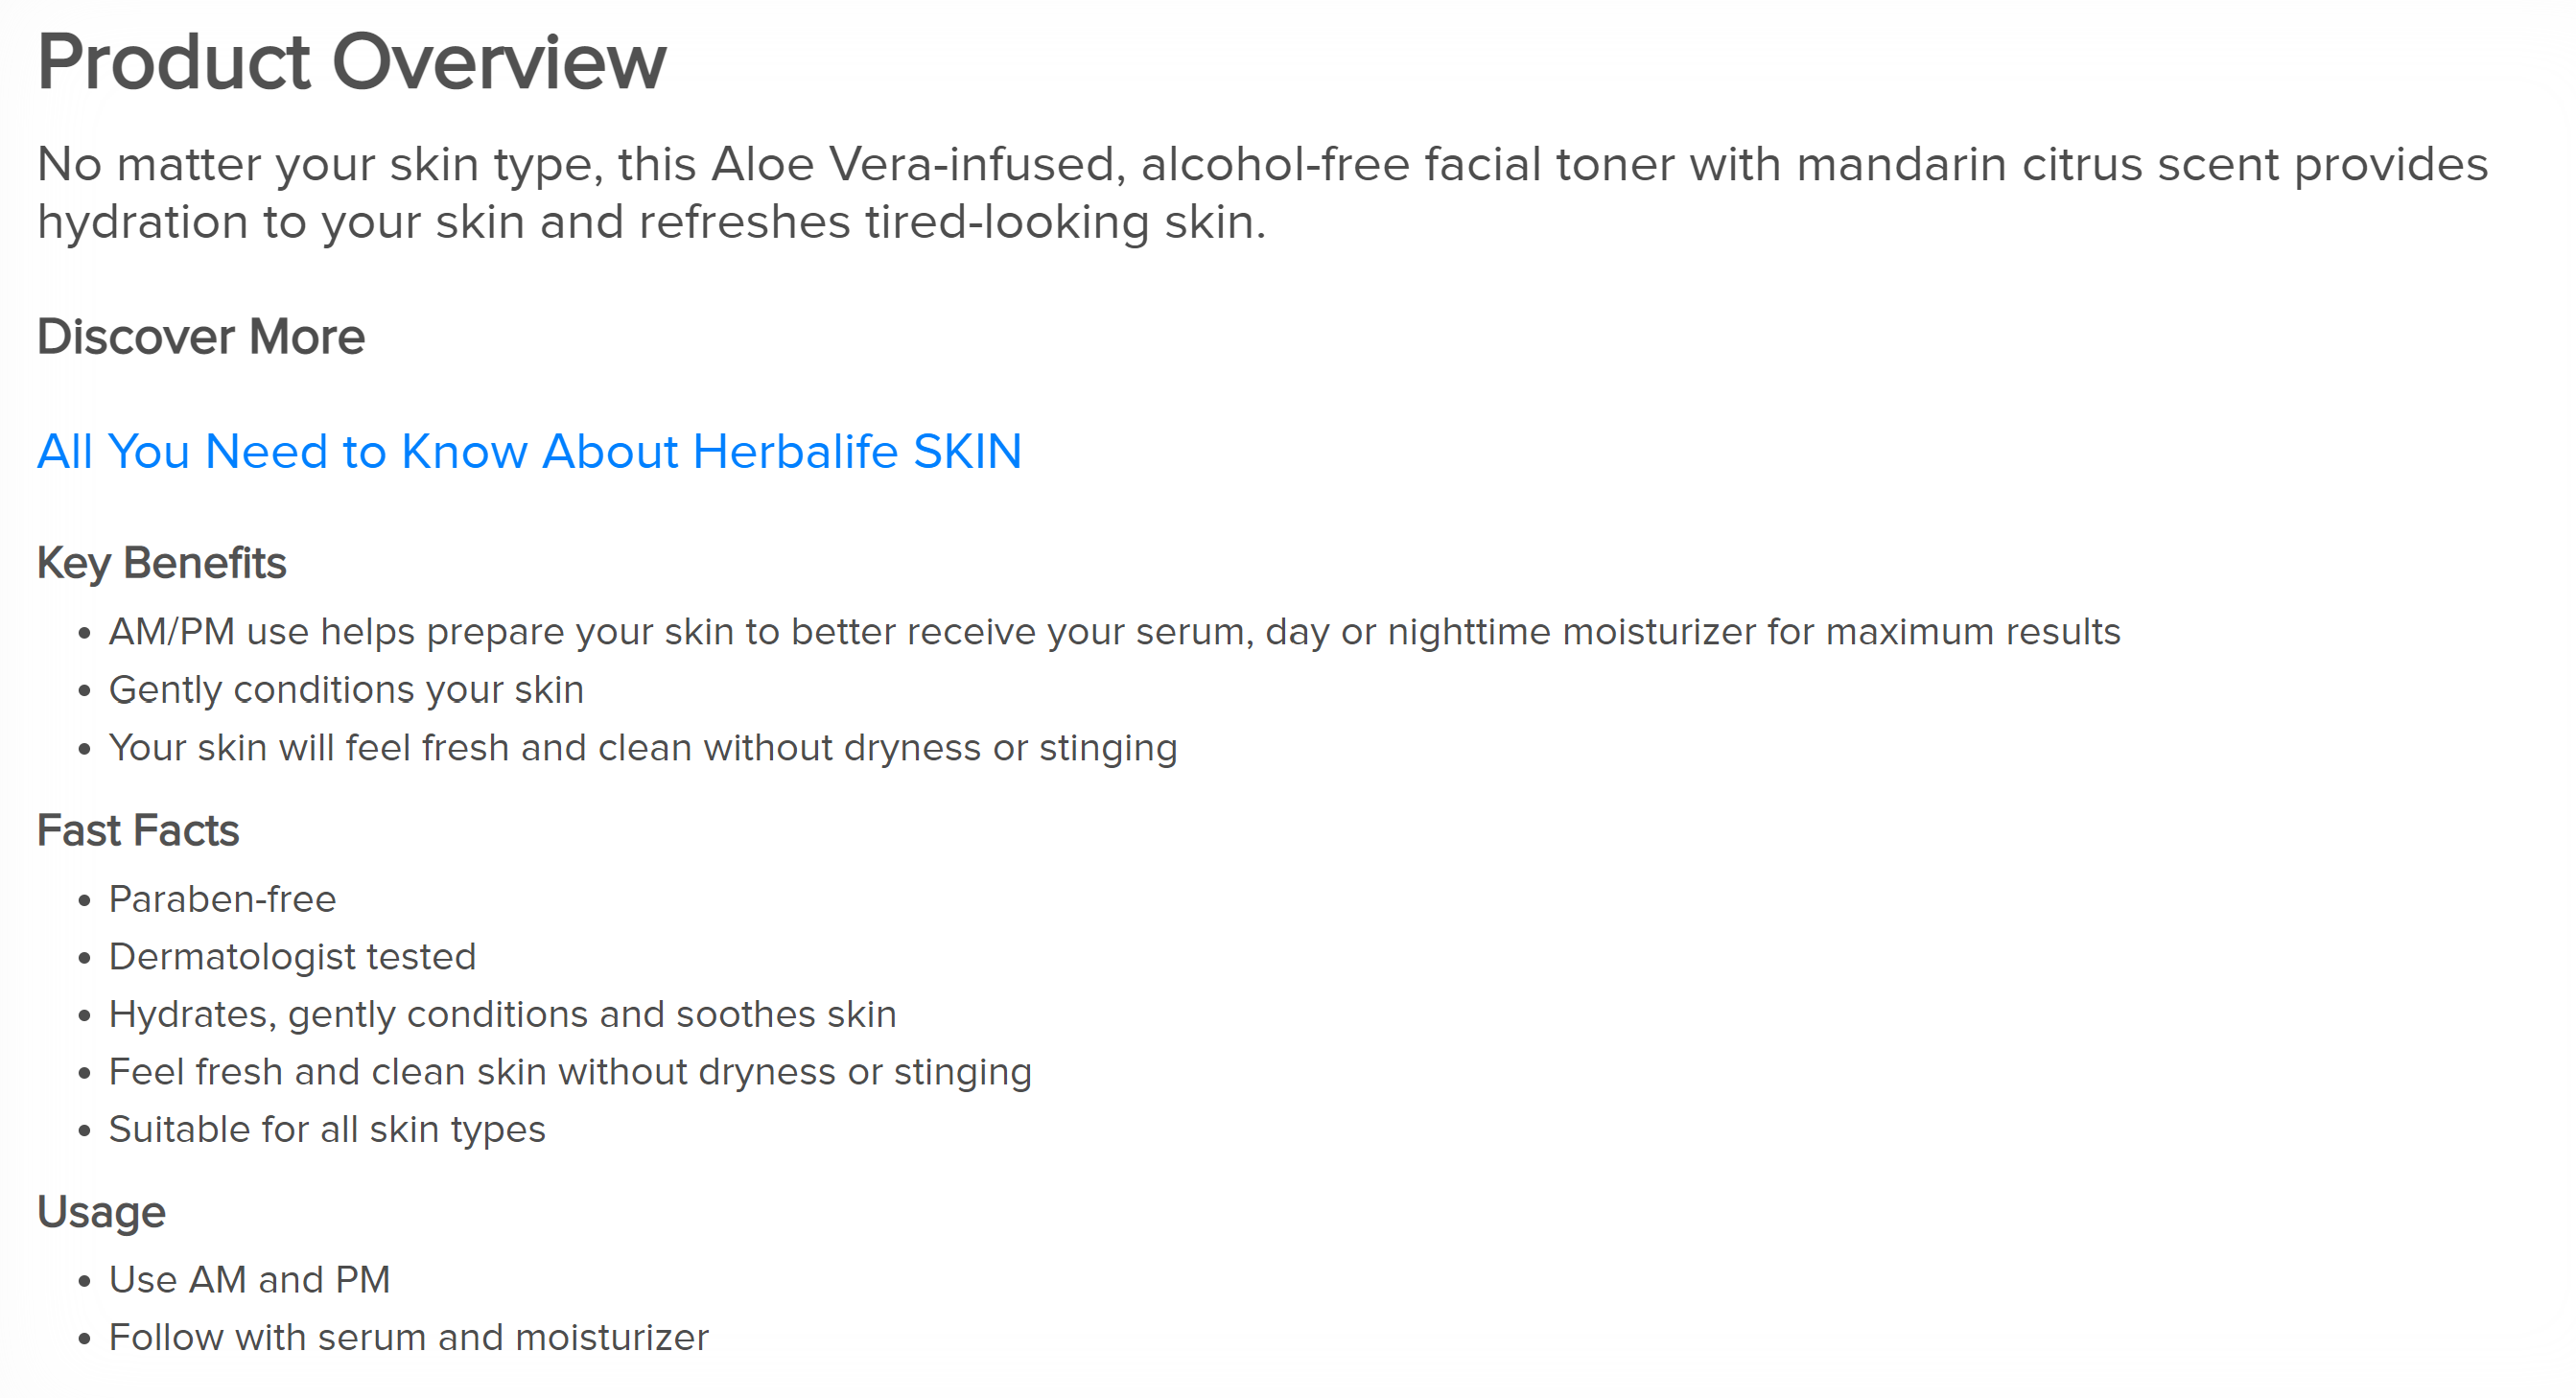 Product Overview
No matter your skin type, this Aloe Vera-infused, alcohol-free facial toner with mandarin citrus scent provides
hydration to your skin and refreshes tired-looking skin.
Discover More
All You Need to Know About Herbalife SKIN
Key Benefits
• AM/PM use helps prepare your skin to better receive your serum, day or nighttime moisturizer for maximum results
• Gently conditions your skin
• Your skin will feel fresh and clean without dryness or stinging
Fast Facts
• Paraben-free
• Dermatologist tested
• Hydrates, gently conditions and soothes skin
• Feel fresh and clean skin without dryness or stinging
• Suitable for all skin types
Usage
• Use AM and PM
• Follow with serum and moisturizer